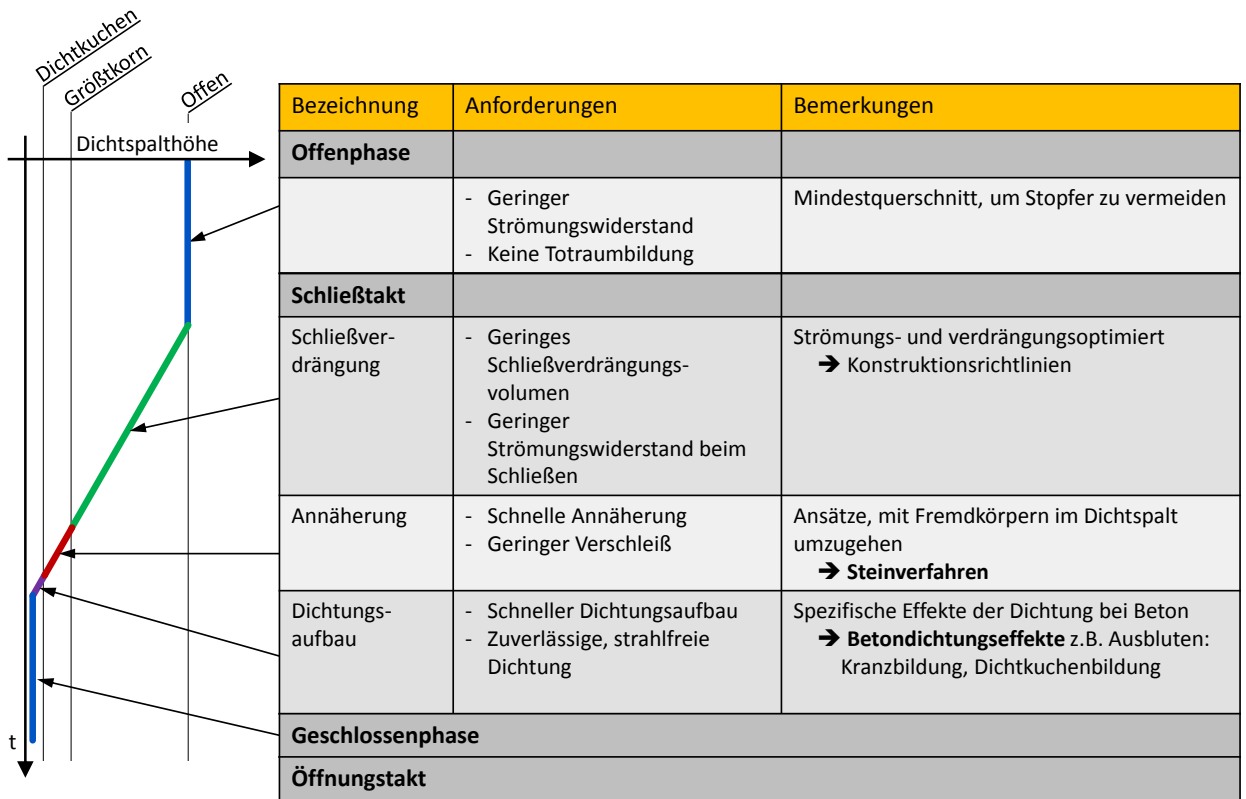 Dichtkuchen
Größtkorn
Offen
Dichtspalthöhe
t
Bezeichnung
Anforderungen
Bemerkungen
Offenphase
- Geringer
Strömungswiderstand
- Keine Totraumbildung
Mindestquerschnitt, um Stopfer zu vermeiden
Schließtakt
Schließver-
drängung
- Geringes
Schließverdrängungs-
volumen
- Geringer
Strömungswiderstand beim
Schließen
Strömungs- und verdrängungsoptimiert
➔ Konstruktionsrichtlinien
Annäherung
- Schnelle Annäherung
- Geringer Verschleiß
Ansätze, mit Fremdkörpern im Dichtspalt
umzugehen
➔ Steinverfahren
Dichtungs-
aufbau
- Schneller Dichtungsaufbau
- Zuverlässige, strahlfreie
Dichtung
Spezifische Effekte der Dichtung bei Beton
➔ Betondichtungseffekte z.B. Ausbluten:
Kranzbildung, Dichtkuchenbildung
Geschlossenphase
Öffnungstakt